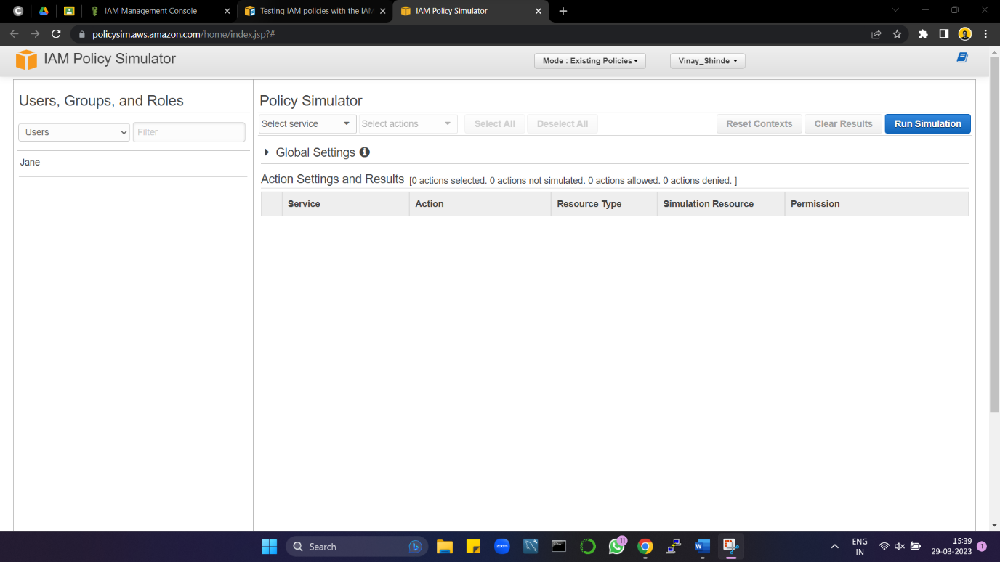 IAM Management Console
Testing IAM policies with the IAM
IAM Policy Simulator
policysim.aws.amazon.com/home/index.jsp?#
IAM Policy Simulator
Mode : Existing Policies
Vinay_Shinde
Users, Groups, and Roles
Users
Filter
Jane
Policy Simulator
Select service
Select actions
Select All
Deselect All
Reset Contexts
Clear Results
Run Simulation
Global Settings
Action Settings and Results [0 actions selected. 0 actions not simulated. 0 actions allowed. 0 actions denied. ]
Service Action Resource Type Simulation Resource Permission
Search
zoom
11
W
ENG
IN
15:39
29-03-2023
1